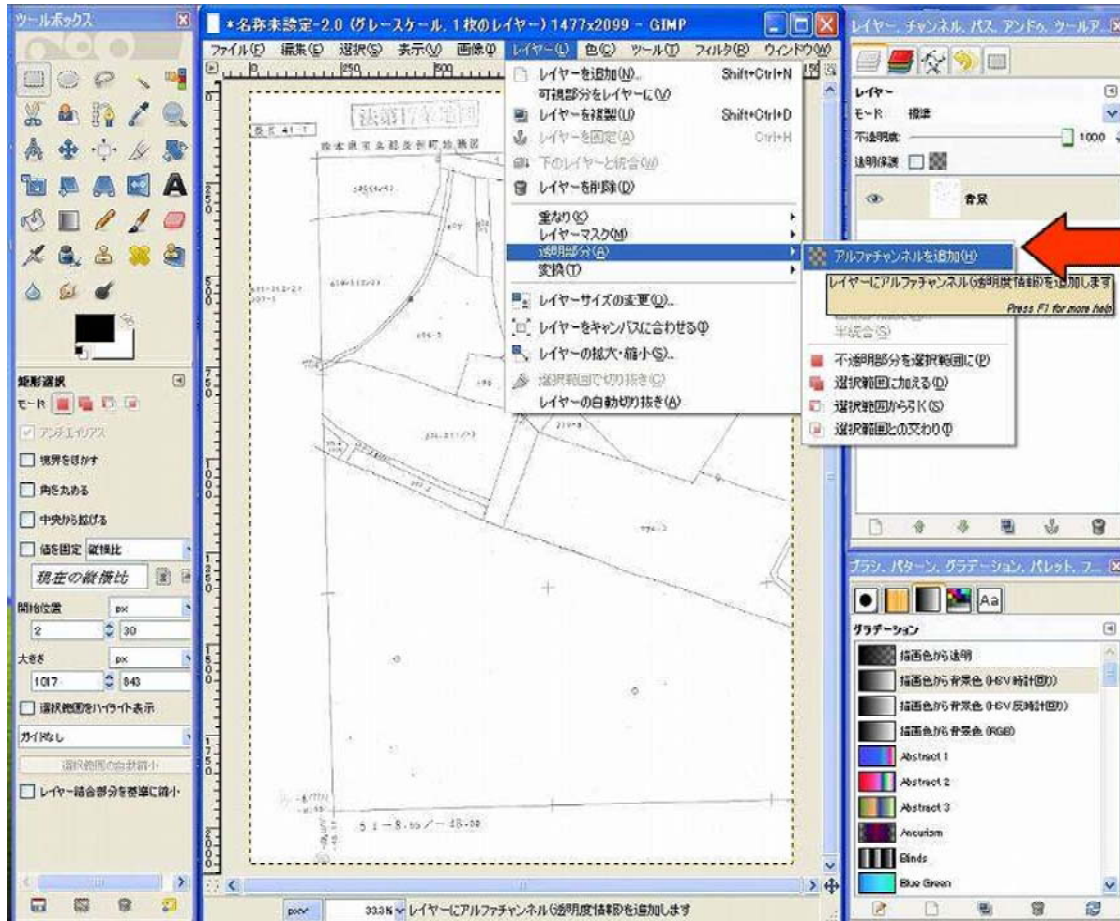 ツールボックス
*名称未設定-2.0 (グレースケール, 1 枚のレイヤー) 1477x2099 - GIMP
レイヤー, チャンネル, パス, アンドゥ, ツールア...
ファイル(F) 編集(E) 選択(S) 表示(V) 画像(I) レイヤー(L) 色(C) ツール(T) フィルタ(R) ウィンドウ(W)
0 250 500
レイヤーを追加(N)... Shift+Ctrl+N
可視部分をレイヤーに(V)
レイヤーを複製(U) Shift+Ctrl+D
レイヤーを固定(A) Ctrl+H
下のレイヤーと統合(W)
レイヤーを削除(D)
重なり(K)
レイヤーマスク(M)
透明部分(A)
変換(T)
レイヤーサイズの変更(O)...
レイヤーをキャンバスに合わせる(I)
レイヤーの拡大・縮小(S)...
選択範囲で切り抜き(C)
レイヤーの自動切り抜き(A)
アルファチャンネルを追加(H)
レイヤーにアルファチャンネル(透明度情報)を追加します
Press F1 for more help
半統合(S)
不透明部分を選択範囲に(P)
選択範囲に加える(D)
選択範囲から引く(S)
選択範囲との交わり(I)
レイヤー
モード: 標準
不透明度: 100.0
透明保護:
背景
法第17条地図
矩形選択
モード:
アンチエイリアス
境界をぼかす
角を丸める
中央から拡げる
値を固定 縦横比
現在の縦横比
開始位置 px
2 30
大きさ px
1017 843
選択範囲をハイライト表示
ガイドなし
選択範囲の自動縮小
レイヤー結合部分を基準に縮小
ブラシ, パターン, グラデーション, パレット, フ...
グラデーション
描画色から透明
描画色から背景色 (HSV 時計回り)
描画色から背景色 (HSV 反時計回り)
描画色から背景色 (RGB)
Abstract 1
Abstract 2
Abstract 3
Aneurism
Blinds
Blue Green
px 33.3% レイヤーにアルファチャンネル(透明度情報)を追加します